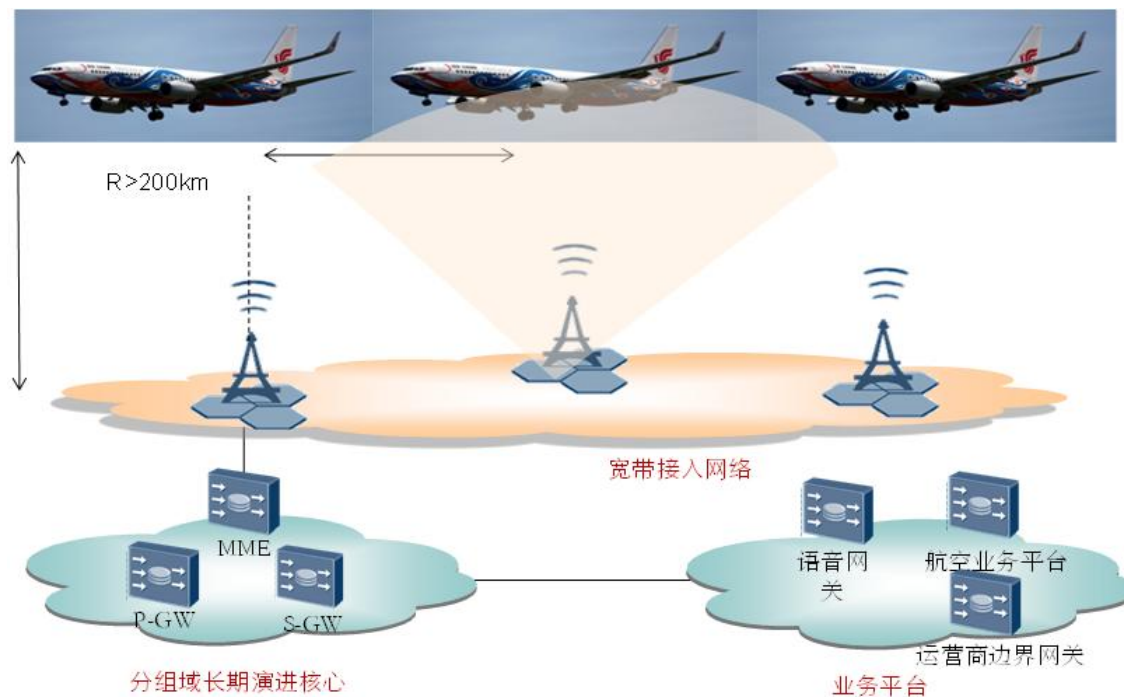 R>200km
宽带接入网络
MME
P-GW
S-GW
语音网
关
航空业务平台
运营商边界网关
分组域长期演进核心
业务平台